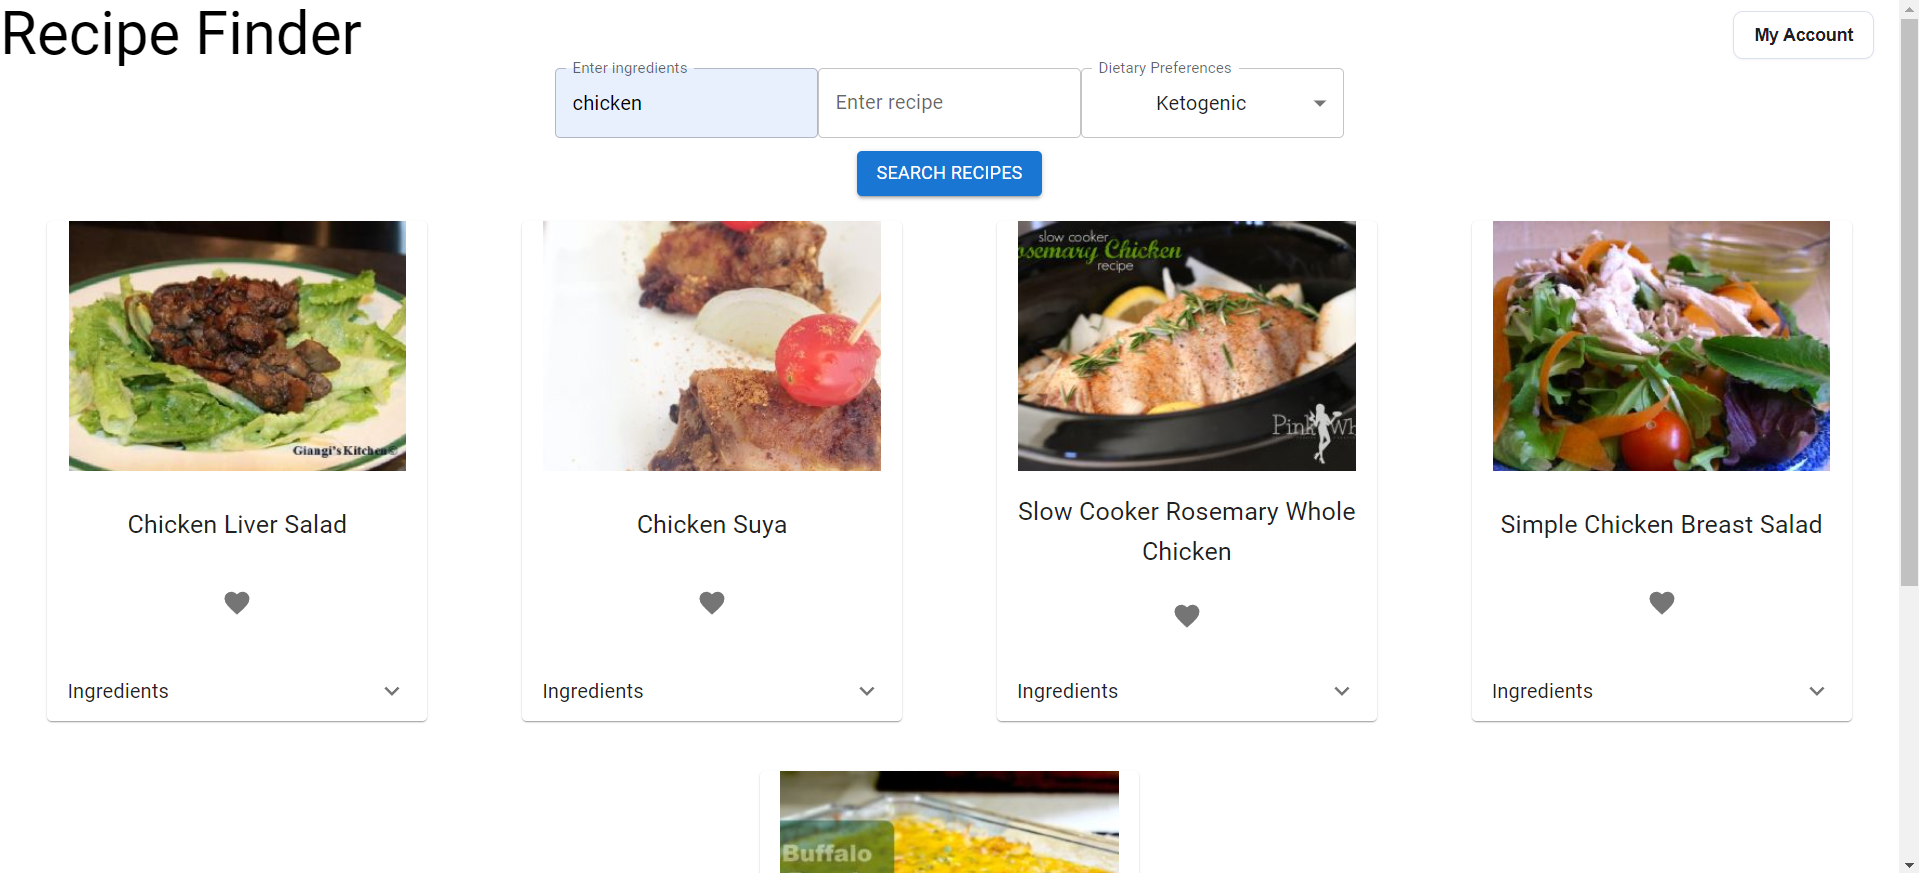 Recipe Finder
My Account
Enter ingredients
chicken
Enter recipe
Dietary Preferences
Ketogenic
SEARCH RECIPES
Giangi's Kitchen©
slow cooker
osemary Chicken
recipe
Pink Wh
Chicken Liver Salad
Chicken Suya
Slow Cooker Rosemary Whole
Chicken
Simple Chicken Breast Salad
Ingredients
Ingredients
Ingredients
Ingredients
Buffalo